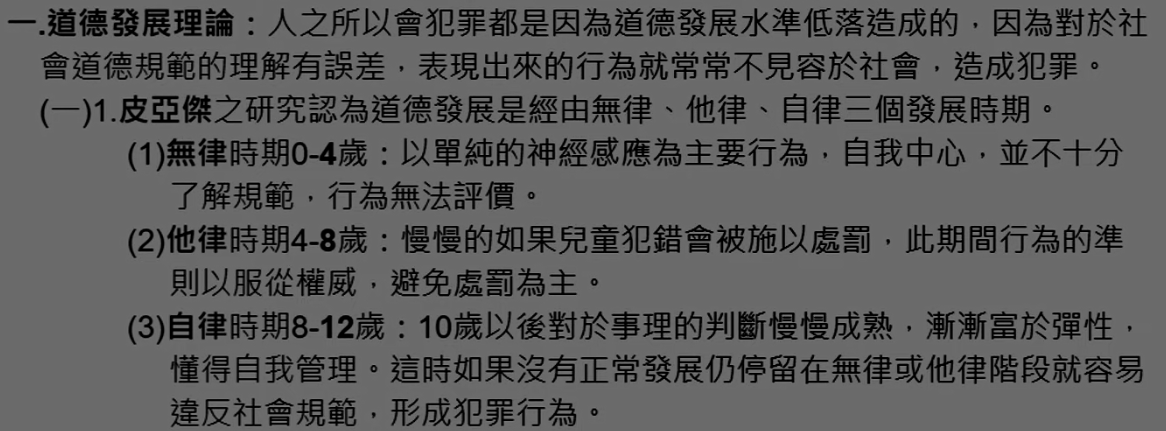 一.道德發展理論：人之所以會犯罪都是因為道德發展水準低落造成的，因為對於社
會道德規範的理解有誤差，表現出來的行為就常常不見容於社會，造成犯罪。
(一)1.皮亞傑之研究認為道德發展是經由無律、他律、自律三個發展時期。
(1)無律時期0-4歲：以單純的神經感應為主要行為，自我中心，並不十分
了解規範，行為無法評價。
(2)他律時期4-8歲：慢慢的如果兒童犯錯會被施以處罰，此期間行為的準
則以服從權威，避免處罰為主。
(3)自律時期8-12歲：10歲以後對於事理的判斷慢慢成熟，漸漸富於彈性，
懂得自我管理。這時如果沒有正常發展仍停留在無律或他律階段就容易
違反社會規範，形成犯罪行為。